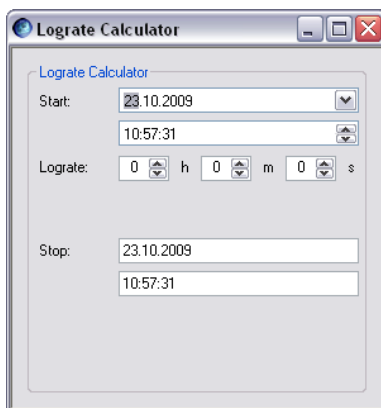 Lograte Calculator
Lograte Calculator
Start: 23.10.2009
10:57:31
Lograte: 0 h 0 m 0 s
Stop: 23.10.2009
10:57:31